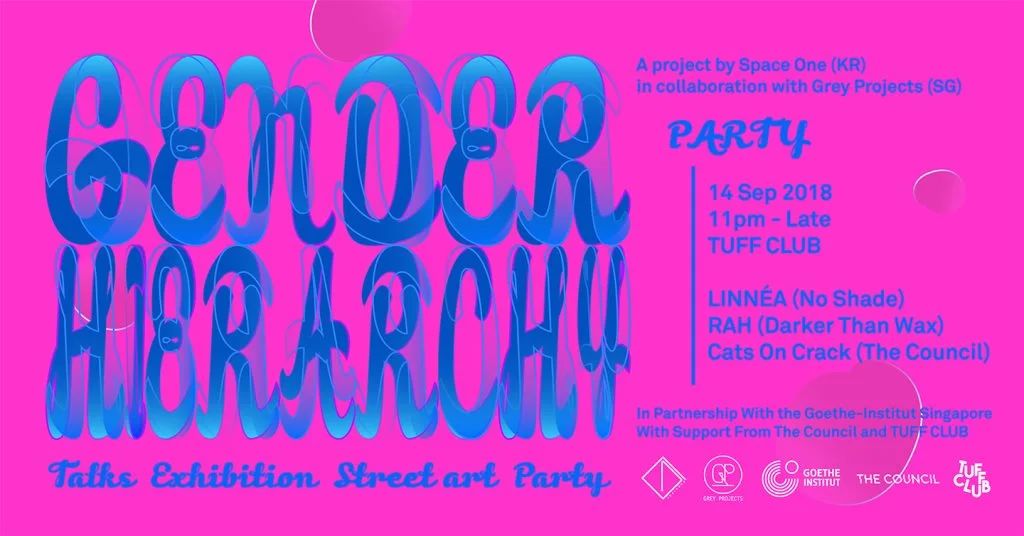 GENDER
HIERARCHY
Talks Exhibition Street art Party
A project by Space One (KR)
in collaboration with Grey Projects (SG)
PARTY
14 Sep 2018
11pm - Late
TUFF CLUB
LINNÉA (No Shade)
RAH (Darker Than Wax)
Cats On Crack (The Council)
In Partnership With the Goethe-Institut Singapore
With Support From The Council and TUFF CLUB
GP
GREY PROJECTS
GOETHE
INSTITUT
THE COUNCIL
TUFF
CLUB